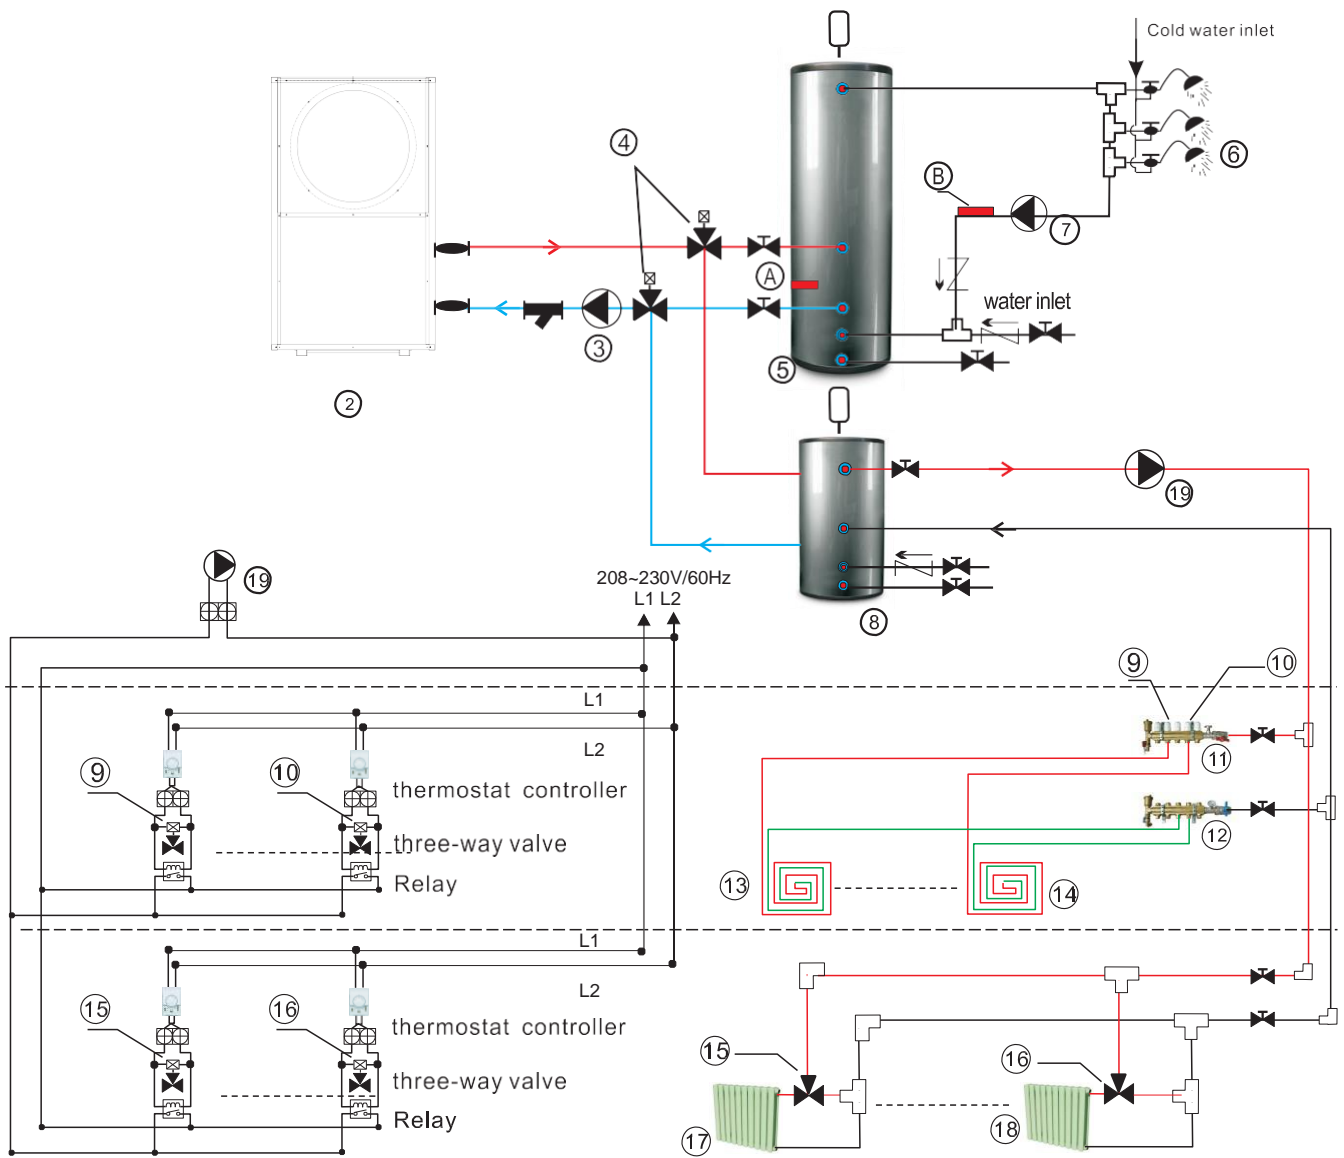 Cold water inlet
4
6
B
7
A
water inlet
3
5
2
19
8
19
208~230V/60Hz
L1 L2
9
10
L1
L2
11
9
10
thermostat controller
12
three-way valve
Relay
13
14
L1
L2
15
16
thermostat controller
15
16
three-way valve
Relay
17
18